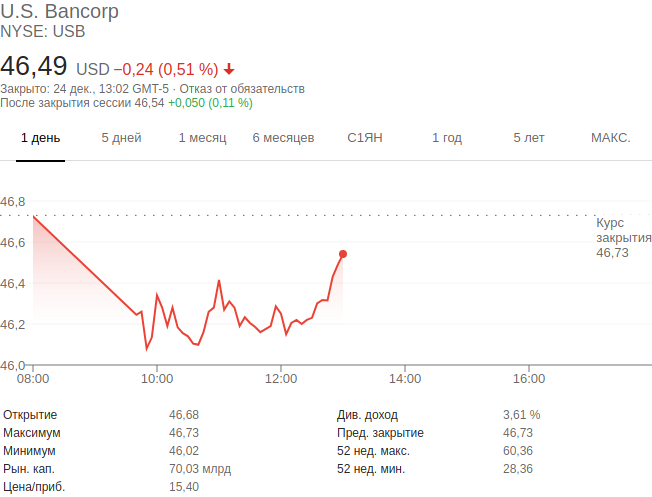 U.S. Bancorp
NYSE: USB
46,49 USD −0,24 (0,51 %)
Закрыто: 24 дек., 13:02 GMT-5 · Отказ от обязательств
После закрытия сессии 46,54 +0,050 (0,11 %)
1 день 5 дней 1 месяц 6 месяцев С1ЯН 1 год 5 лет МАКС.
46,8
46,6
46,4
46,2
46,0
Курс
закрытия
46,73
08:00 10:00 12:00 14:00 16:00
Открытие 46,68 Див. доход 3,61 %
Максимум 46,73 Пред. закрытие 46,73
Минимум 46,02 52 нед. макс. 60,36
Рын. кап. 70,03 млрд 52 нед. мин. 28,36
Цена/приб. 15,40